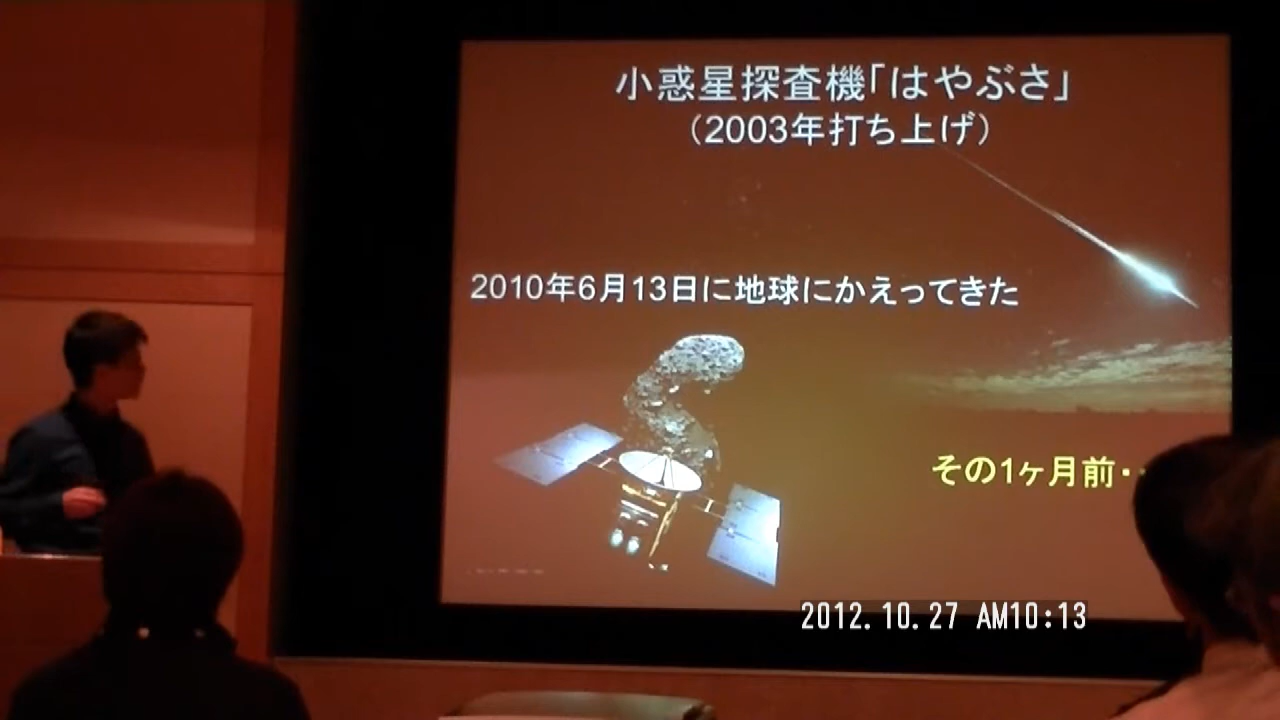 小惑星探査機「はやぶさ」
（2003年打ち上げ）
2010年6月13日に地球にかえってきた
その1ヶ月前・・
2012.10.27 AM10:13